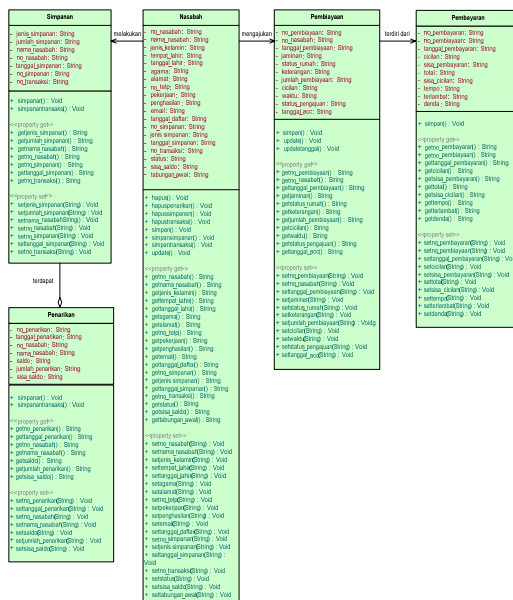 Simpanan
- jenis_simpanan : String
- jumlah_simpanan : String
- nama_nasabah : String
- no_nasabah : String
- tanggal_simpanan : String
- no_simpanan : String
- no_transaksi : String
+ simpanan() : Void
+ simpanantransaksi() : Void
<<property get>>
+ getjenis_simpanan() : String
+ getjumlah_simpanan() : String
+ getnama_nasabah() : String
+ getno_nasabah() : String
+ getno_simpanan() : String
+ gettanggal_simpanan() : String
+ getno_transaksi() : String
<<property set>>
+ setjenis_simpanan(String) : Void
+ setjumlah_simpanan(String) : Void
+ setnama_nasabahString() : Void
+ setno_nasabah(String) : Void
+ setno_simpanan(String) : Void
+ settanggal_simpanan(String) : Void
+ setno_transaksi(String) : Void
terdapat
Penarikan
- no_penarikan : String
- tanggal_penarikan : String
- no_nasabah : String
- nama_nasabah : String
- saldo : String
- jumlah_penarikan : String
- sisa_saldo : String
+ simpanan() : Void
+ simpanantransaksi() : Void
<<property get>>
+ getno_penarikan() : String
+ gettanggal_penarikan() : String
+ getno_nasabah() : String
+ getnama_nasabah() : String
+ getsaldo() : String
+ getjumlah_penarikan() : String
+ getsisa_saldo() : String
<<property set>>
+ setno_penarikan(String) : Void
+ settanggal_penarikan(String) : Void
+ setno_nasabah(String) : Void
+ setnama_nasabah(String) : Void
+ setsaldo(String) : Void
+ setjumlah_penarikan(String) : Void
+ setsisa_saldo(String) : Void
melakukan
Nasabah
- no_nasabah : String
- nama_nasabah : String
- jenis_kelamin : String
- tempat_lahir : String
- tanggal_lahir : String
- agama : String
- alamat : String
- no_telp : String
- pekerjaan : String
- penghasilan : String
- email : String
- tanggal_daftar : String
- no_simpanan : String
- jenis_simpanan : String
- tanggal_simpanan : String
- no_transaksi : String
- status : String
- sisa_saldo : String
- tabungan_awal : String
+ hapus() : Void
+ hapuspenarikan() : Void
+ hapussimpanan() : Void
+ hapustransaksi() : Void
+ simpan() : Void
+ simpansimpanan() : Void
+ simpantransaksi() : Void
+ update() : Void
<<property get>>
+ getno_nasabah() : String
+ getnama_nasabat() : String
+ getjenis_kelamin() : String
+ gettempat_lahir() : String
+ gettanggal_lahir() : String
+ getagama() : String
+ getalamat() : String
+ getno_telp() : String
+ getpekerjaan() : String
+ getpenghasilan() : String
+ getemail() : String
+ gettanggal_daftar() : String
+ getno_simpanan() : String
+ getjenis simpanan() : String
+ gettanggal_simpanan() : String
+ getno_transaksi() : String
+ getstatus() : String
+ getsisa_saldo() : String
+ gettabungan_awal() : String
<<property set>>
+ setno_nasabah(String) : Void
+ setnama_nasabah(String) : Void
+ setjenis_kelamin(String) : Void
+ settempat_lahir(String) : Void
+ settanggal_lahir(String) : Void
+ setagama(String) : Void
+ setalamat(String) : Void
+ setno_telp(String) : Void
+ setpekerjaan(String) : Void
+ setpenghasilan(String) : Void
+ setemail(String) : Void
+ settanggal_daftar(String) : Void
+ setno_simpanan(String) : Void
+ setjenis simpanan(String) : Void
+ settanggal_simpanan(String) :
Void
+ setno_transaksi(String) : Void
+ setstatus(String) : Void
+ setsisa_saldo(String) : Void
+ settabungan_awal(String) : Void
mengajukan
Pembiayaan
- no_pembiayaan : String
- no_nasabah : String
- tanggal_pembiayaan : String
- jaminan : String
- status_rumah : String
- keterangan : String
- jumlah_pembiayaan : String
- cicilan : String
- waktu : String
- status_pengajuan : String
- tanggal_acc : String
+ simpan() : Void
+ update() : Void
+ updatetanggal() : Void
<<property get>>
+ getno_pembiayaan() : String
+ getno_nasabah() : String
+ gettanggal_pembiayaan() : String
+ getjaminan() : String
+ getstatus_rumat() : String
+ getketerangan() : String
+ getjumlah_pembiayaan() : String
+ getcicilan() : String
+ getwaktu() : String
+ getstatus_pengajuan() : String
+ gettanggal_acc() : String
<<property set>>
+ setno_pembiayaan(String) : Void
+ setno_nasabah(String) : Void
+ settanggal_pembiayaan(String) : Void
+ setjaminan(String) : Void
+ setstatus_rumat(String) : Void
+ setketerangan(String) : Void
+ setjumlah_pembiayaan(String) : Void
+ setcicilan(String) : Void
+ setwaktu(String) : Void
+ setstatus_pengajuan(String) : Void
+ settanggal_acc(String) : Void
terdiri dari
Pembayaran
- no_pembayaran : String
- no_pembiayaan : String
- tanggal_pembayaran : String
- cicilan : String
- sisa_pembayaran : String
- total : String
- sisa_cicilan : String
- tempo : String
- terlambat : String
- denda : String
+ simpan() : Void
<<property get>>
+ getno_pembayaran() : String
+ getno_pembiayaan() : String
+ gettanggal_pembayaran() : String
+ getcicilan() : String
+ getsisa_pembayaran() : String
+ gettotal() : String
+ getsisa_cicilan() : String
+ gettempo() : String
+ getterlambat() : String
+ getdenda() : String
<<property set>>
+ setno_pembayaran(String) : Void
+ setno_pembiayaan(String) : Void
+ settanggal_pembayaran(String) : Void
+ setcicilan(String) : Void
+ setsisa_pembayaran(String) : Void
+ settotal(String) : Void
+ setsisa_cicilan(String) : Void
+ settempo(String) : Void
+ setterlambat(String) : Void
+ setdenda(String) : Void